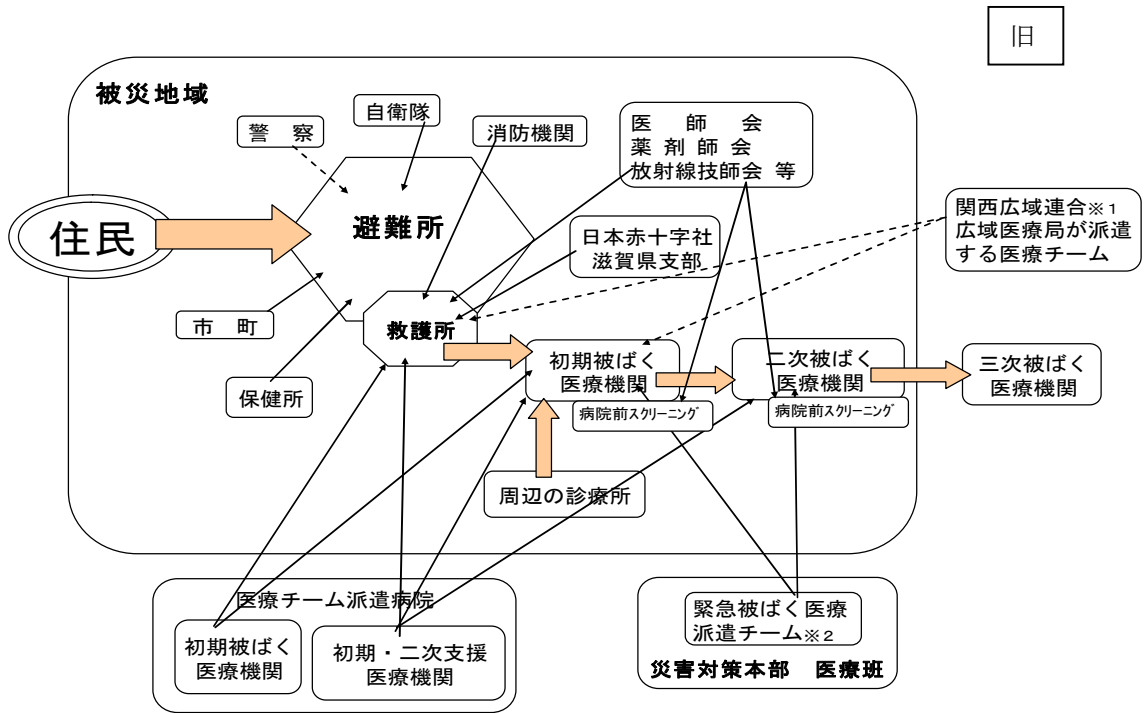 旧
被災地域
警　察
自衛隊
消防機関
医　師　会
薬 剤 師 会
放射線技師会 等
住民
避難所
日本赤十字社
滋賀県支部
関西広域連合※1
広域医療局が派遣
する医療チーム
市　町
救護所
保健所
初期被ばく
医療機関
病院前スクリーニング
二次被ばく
医療機関
病院前スクリーニング
三次被ばく
医療機関
周辺の診療所
医療チーム派遣病院
初期被ばく
医療機関
初期・二次支援
医療機関
緊急被ばく医療
派遣チーム※2
災害対策本部　医療班